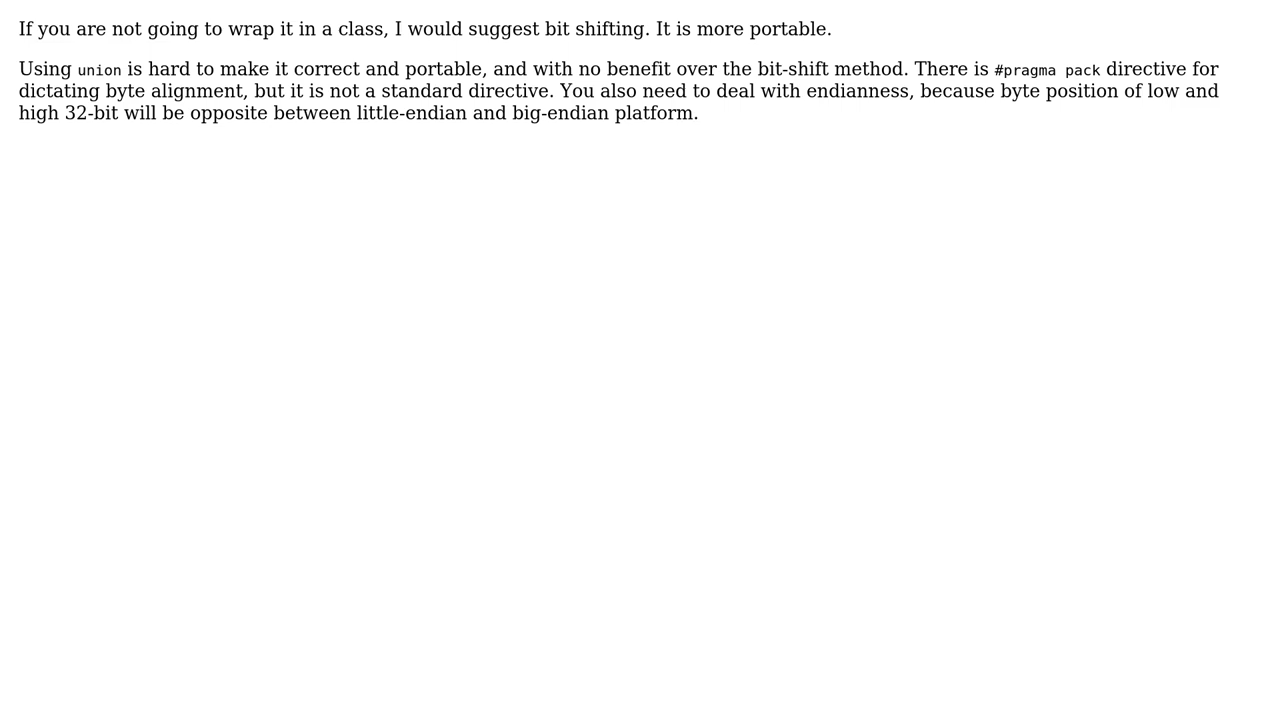 If you are not going to wrap it in a class, I would suggest bit shifting. It is more portable.
Using union is hard to make it correct and portable, and with no benefit over the bit-shift method. There is #pragma pack directive for
dictating byte alignment, but it is not a standard directive. You also need to deal with endianness, because byte position of low and
high 32-bit will be opposite between little-endian and big-endian platform.